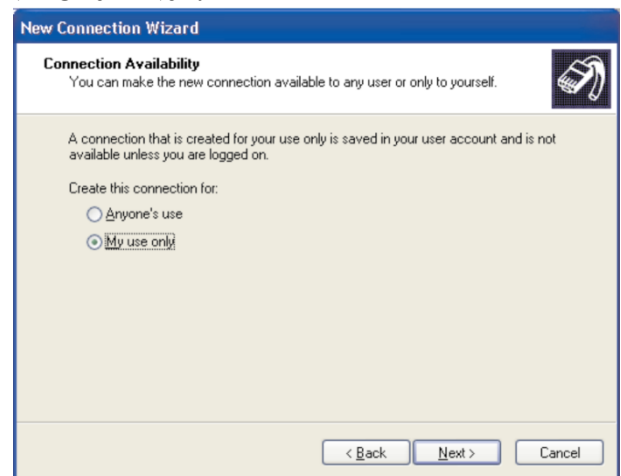 New Connection Wizard
Connection Availability
You can make the new connection available to any user or only to yourself.
A connection that is created for your use only is saved in your user account and is not
available unless you are logged on.
Create this connection for:
Anyone's use
My use only
< Back
Next >
Cancel